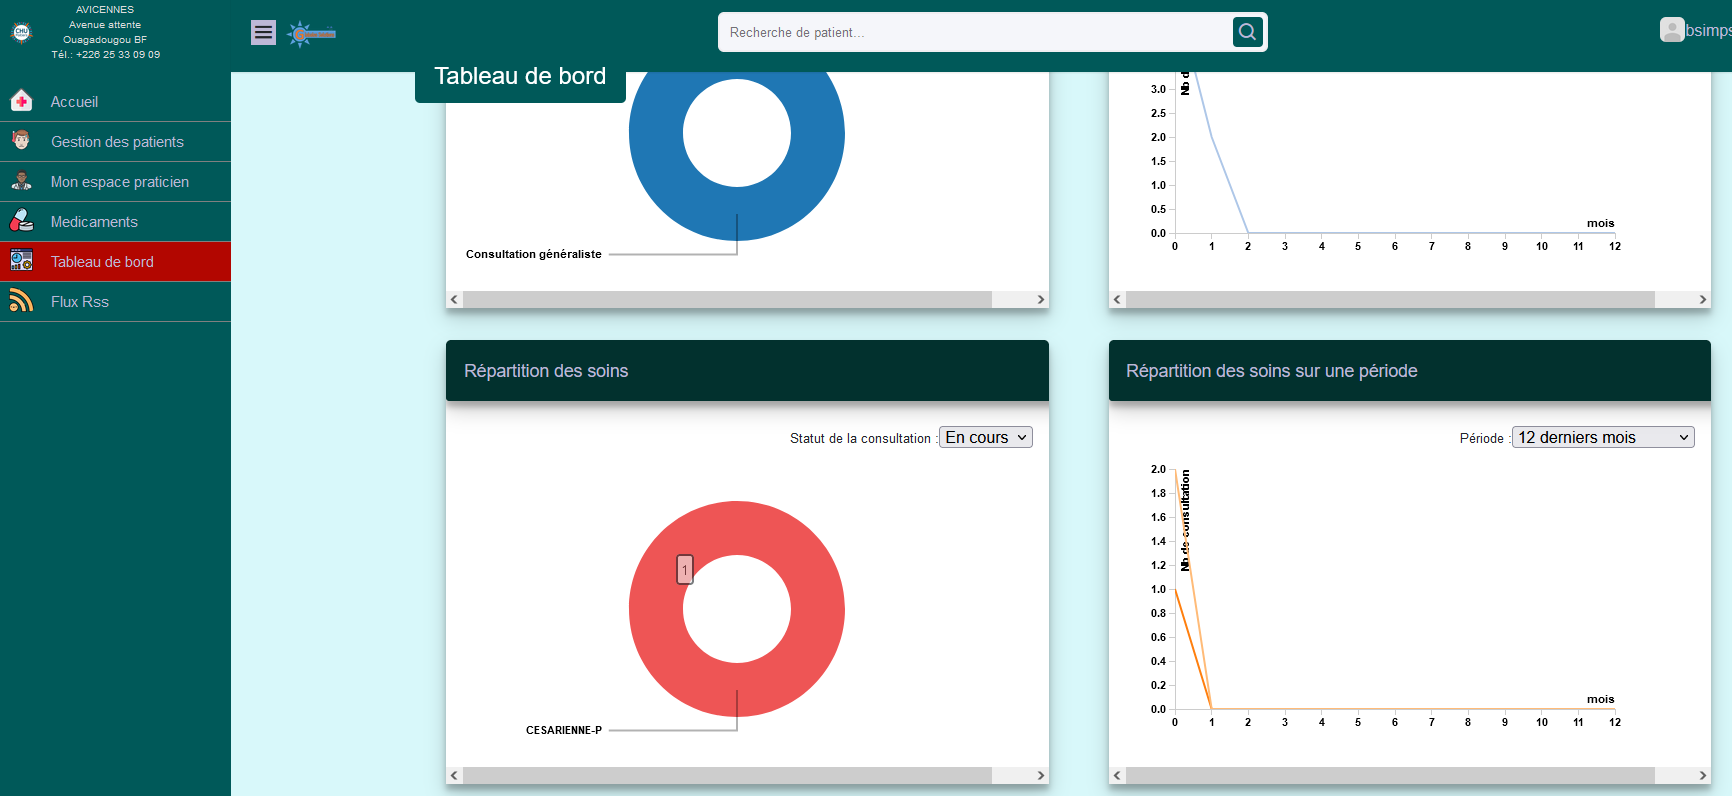 AVICENNES
Avenue attente
Ouagadougou BF
Tél.: +226 25 33 09 09
CHU
Recherche de patient...
bsimps
Accueil
Gestion des patients
Mon espace praticien
Medicaments
Tableau de bord
Flux Rss
Tableau de bord
Consultation généraliste
Nb d
3.0
2.5
2.0
1.5
1.0
0.5
0.0
mois
0 1 2 3 4 5 6 7 8 9 10 11 12
Répartition des soins
Statut de la consultation : En cours
1
CESARIENNE-P
Répartition des soins sur une période
Période : 12 derniers mois
Nb de consultation
2.0
1.8
1.6
1.4
1.2
1.0
0.8
0.6
0.4
0.2
0.0
mois
0 1 2 3 4 5 6 7 8 9 10 11 12